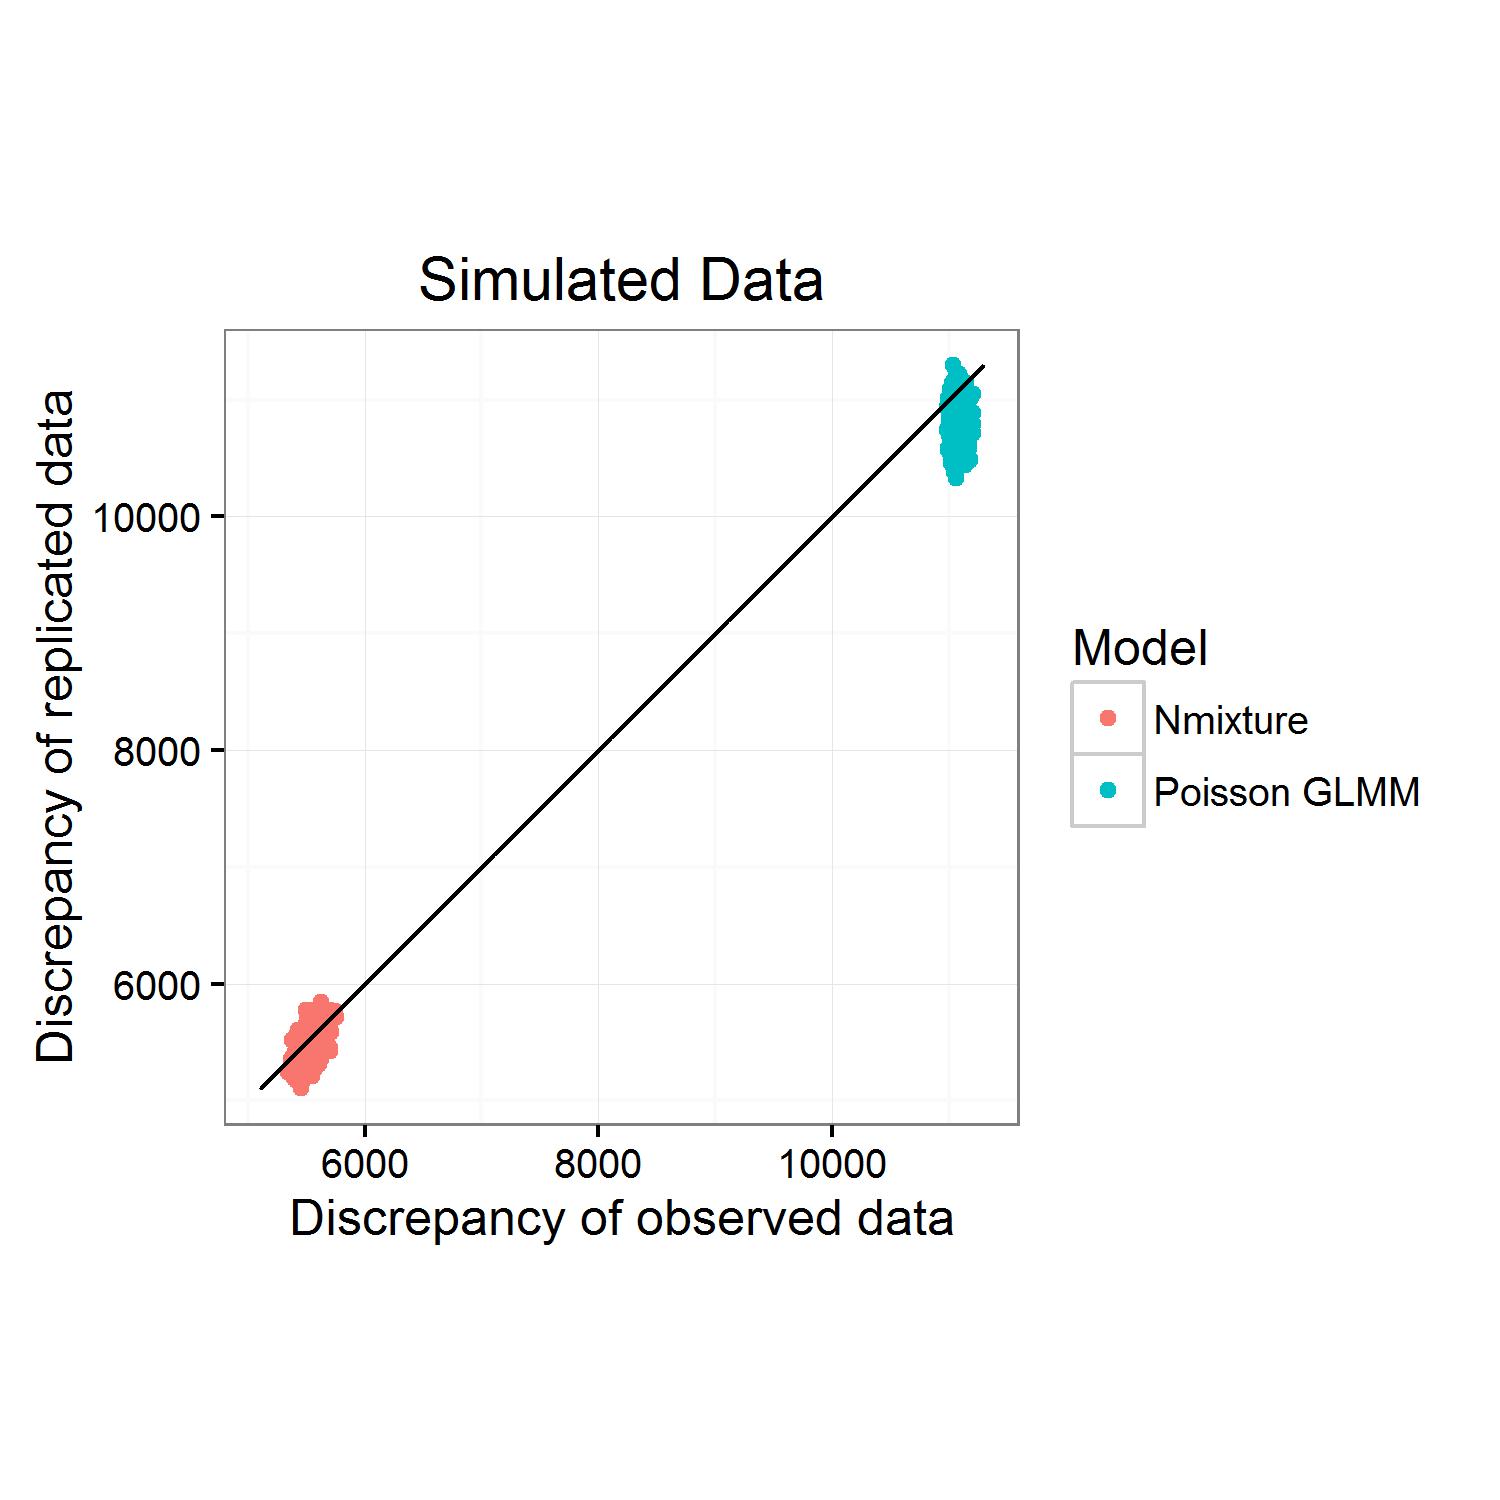 Simulated Data
Discrepancy of replicated data
10000
8000
6000
6000 8000 10000
Discrepancy of observed data
Model
Nmixture
Poisson GLMM